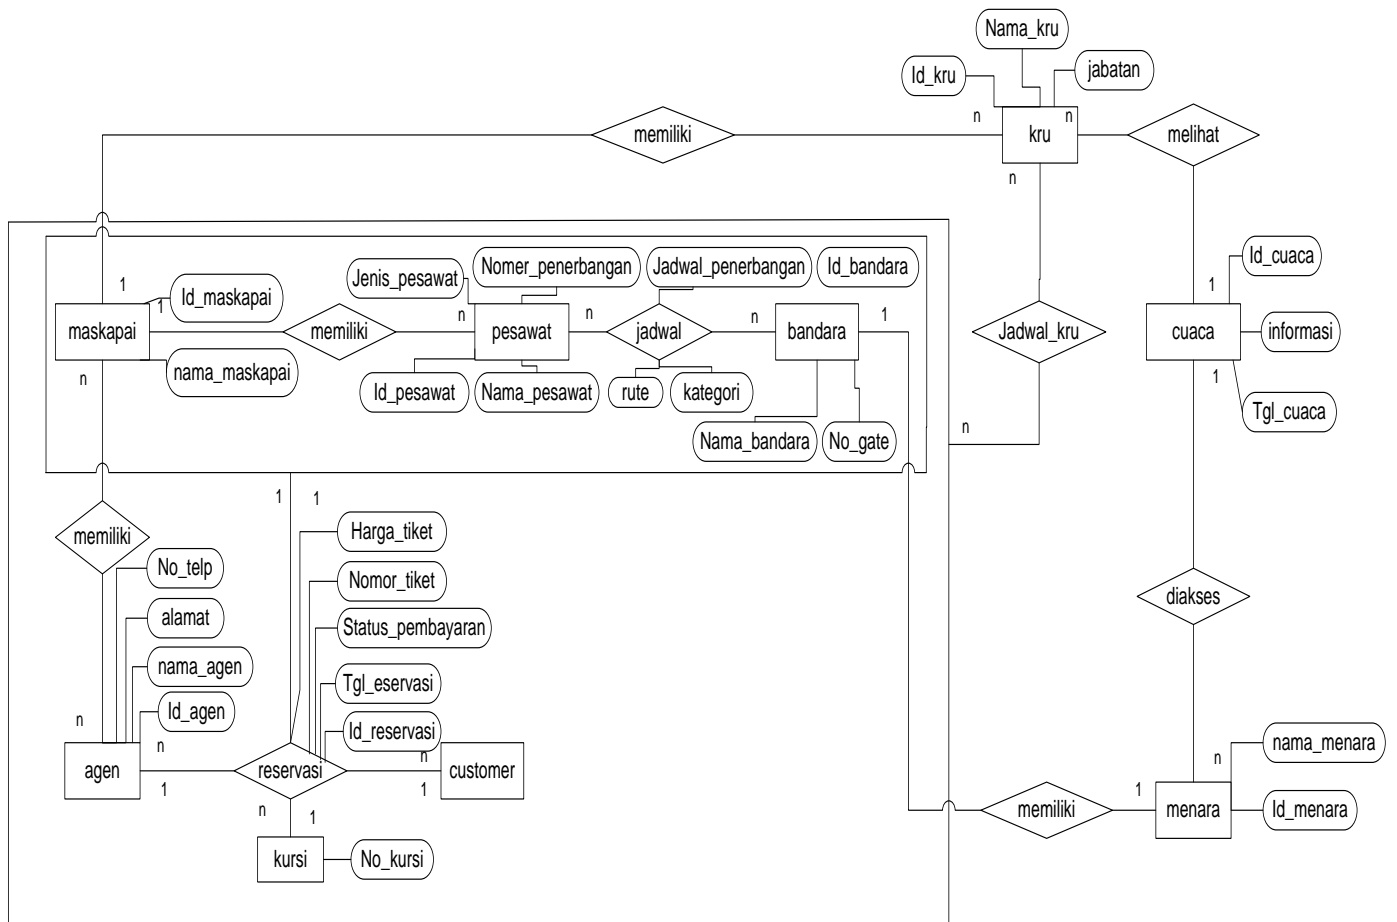 Nama_kru
Id_kru
jabatan
n
n
memiliki
kru
melihat
n
Id_cuaca
Jenis_pesawat
Nomer_penerbangan
Jadwal_penerbangan
Id_bandara
1
1
Id_maskapai
1
maskapai
memiliki
n
pesawat
n
jadwal
n
bandara
1
Jadwal_kru
cuaca
informasi
n
nama_maskapai
Id_pesawat
Nama_pesawat
rute
kategori
1
Tgl_cuaca
Nama_bandara
No_gate
n
1
1
memiliki
Harga_tiket
No_telp
Nomor_tiket
diakses
alamat
Status_pembayaran
nama_agen
Tgl_eservasi
Id_agen
n
Id_reservasi
n
agen
1
reservasi
n
1
customer
nama_menara
n
n
1
kursi
No_kursi
memiliki
1
menara
Id_menara